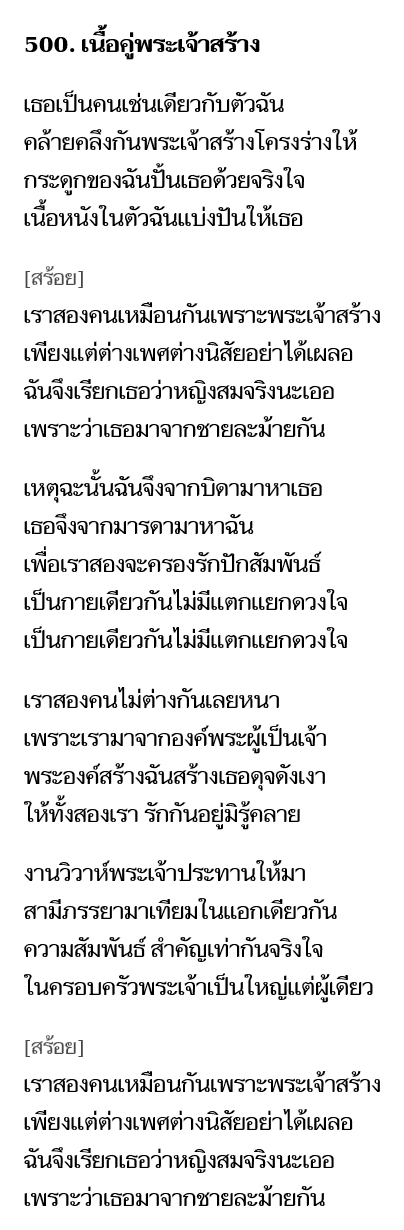 500. เนื้อคู่พระเจ้าสร้าง
เธอเป็นคนเช่นเดียวกับตัวฉัน
คล้ายคลึงกันพระเจ้าสร้างโครงร่างให้
กระดูกของฉันปั้นเธอด้วยจริงใจ
เนื้อหนังในตัวฉันแบ่งปันให้เธอ
[สร้อย]
เราสองคนเหมือนกันเพราะพระเจ้าสร้าง
เพียงแต่ต่างเพศต่างนิสัยอย่าได้เผลอ
ฉันจึงเรียกเธอว่าหญิงสมจริงนะเออ
เพราะว่าเธอมาจากชายละม้ายกัน
เหตุฉะนั้นฉันจึงจากบิดามาหาเธอ
เธอจึงจากมารดามาหาฉัน
เพื่อเราสองจะครองรักปักสัมพันธ์
เป็นกายเดียวกันไม่มีแตกแยกดวงใจ
เป็นกายเดียวกันไม่มีแตกแยกดวงใจ
เราสองคนไม่ต่างกันเลยหนา
เพราะเรามาจากองค์พระผู้เป็นเจ้า
พระองค์สร้างฉันสร้างเธอดุจดังเงา
ให้ทั้งสองเรา รักกันอยู่มิรู้คลาย
งานวิวาห์พระเจ้าประทานให้มา
สามีภรรยามาเทียมในแอกเดียวกัน
ความสัมพันธ์ สำคัญเท่ากันจริงใจ
ในครอบครัวพระเจ้าเป็นใหญ่แต่ผู้เดียว
[สร้อย]
เราสองคนเหมือนกันเพราะพระเจ้าสร้าง
เพียงแต่ต่างเพศต่างนิสัยอย่าได้เผลอ
ฉันจึงเรียกเธอว่าหญิงสมจริงนะเออ
เพราะว่าเธอมาจากชายละม้ายกัน